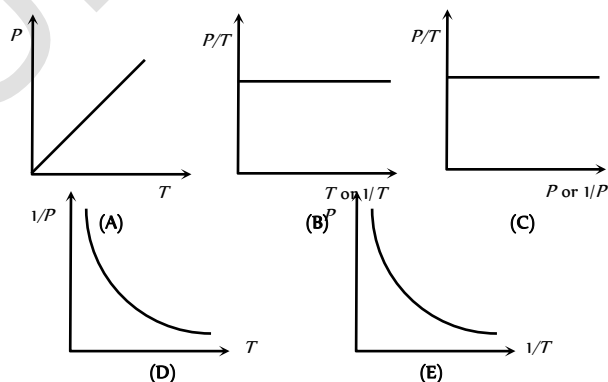 P
P/T
P/T
T
T or 1/T
P or 1/P
(A)
(B)
(C)
1/P
P
T
1/T
(D)
(E)